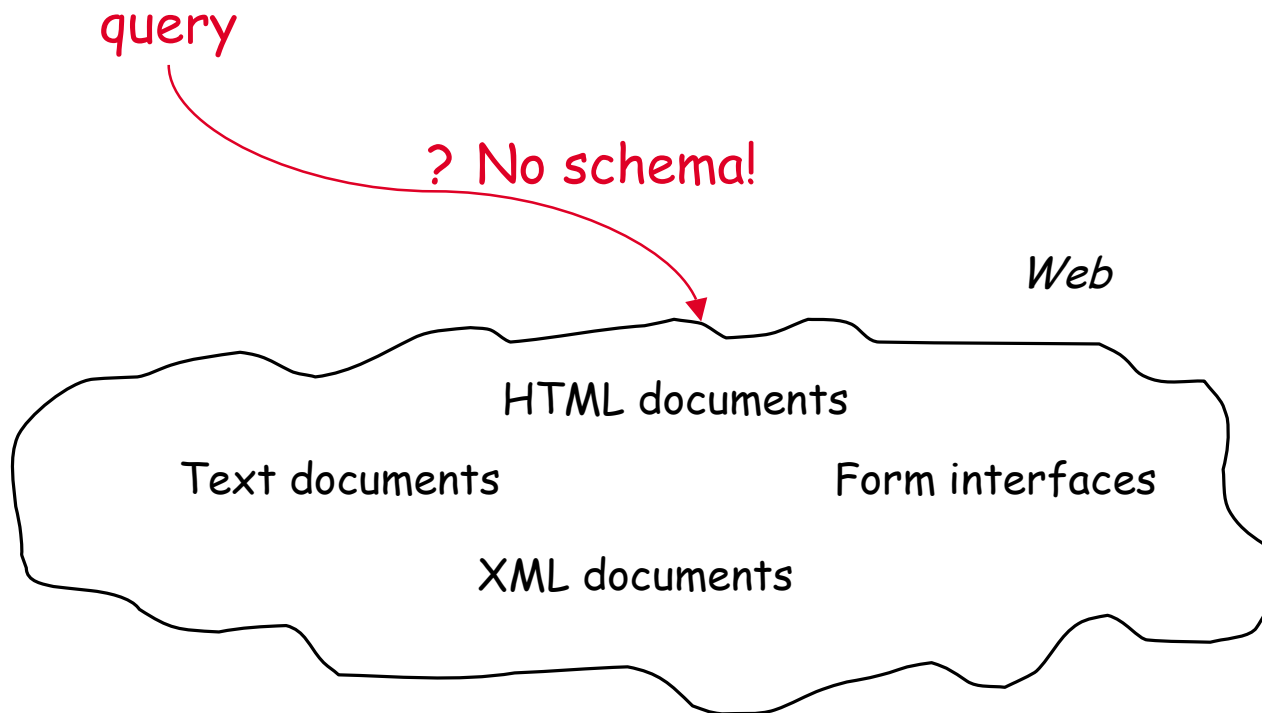 query
? No schema!
Web
HTML documents
Text documents
Form interfaces
XML documents